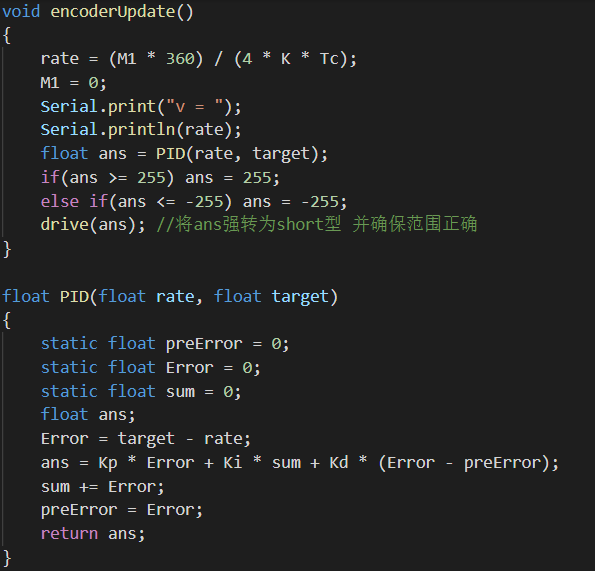 void encoderUpdate()
{
    rate = (M1 * 360) / (4 * K * Tc);
    M1 = 0;
    Serial.print("v = ");
    Serial.println(rate);
    float ans = PID(rate, target);
    if(ans >= 255) ans = 255;
    else if(ans <= -255) ans = -255;
    drive(ans); //将ans强转为short型 并确保范围正确
}

float PID(float rate, float target)
{
    static float preError = 0;
    static float Error = 0;
    static float sum = 0;
    float ans;
    Error = target - rate;
    ans = Kp * Error + Ki * sum + Kd * (Error - preError);
    sum += Error;
    preError = Error;
    return ans;
}